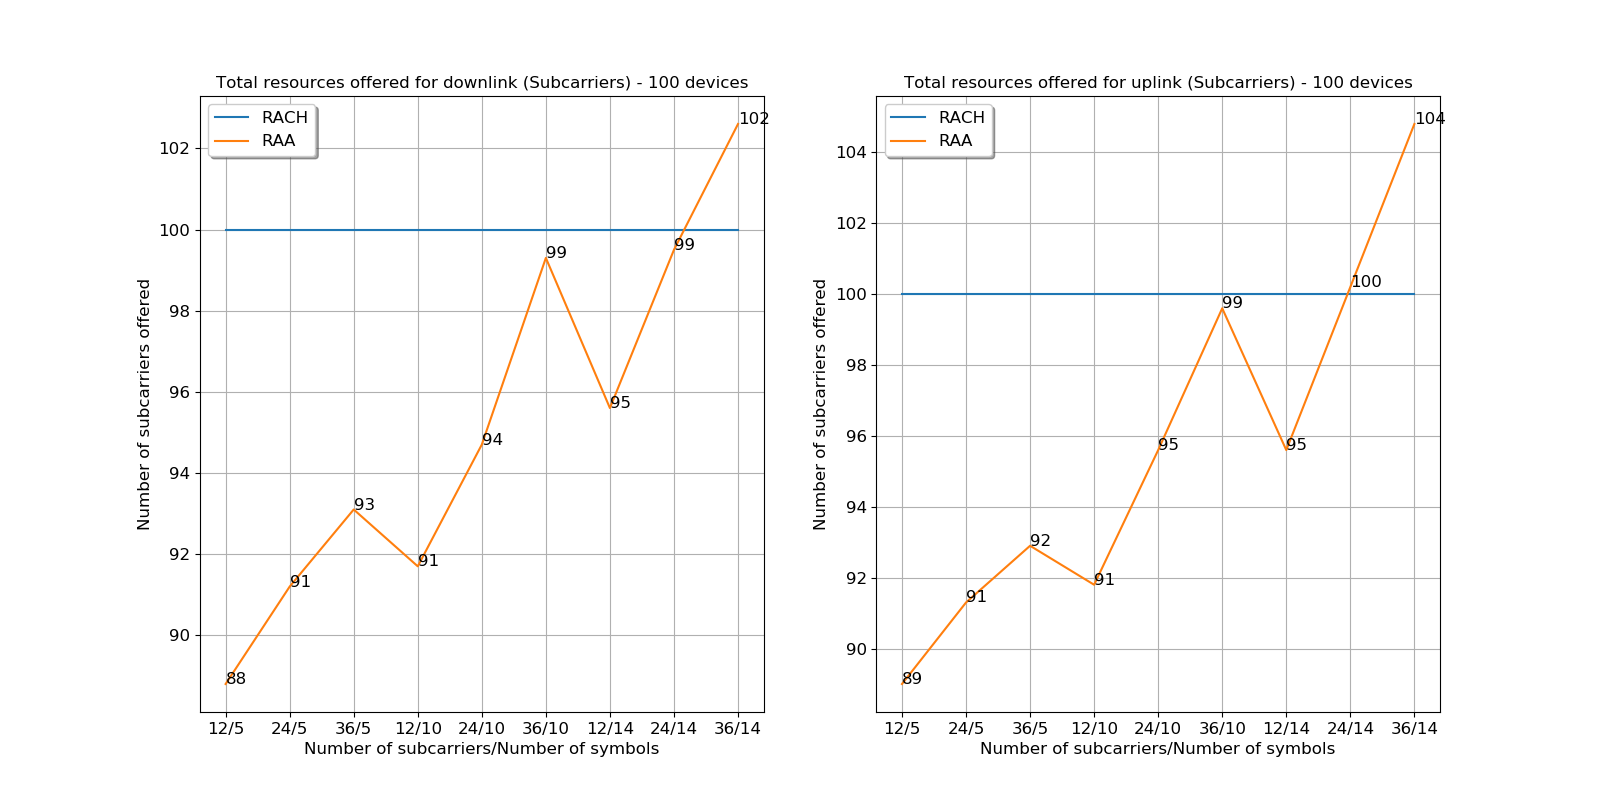 Total resources offered for downlink (Subcarriers) - 100 devices
RACH
RAA
Number of subcarriers offered
102
100
98
96
94
92
90
88
91
93
91
94
99
95
99
102
12/5 24/5 36/5 12/10 24/10 36/10 12/14 24/14 36/14
Number of subcarriers/Number of symbols
Total resources offered for uplink (Subcarriers) - 100 devices
RACH
RAA
Number of subcarriers offered
104
102
100
98
96
94
92
90
89
91
92
91
95
99
95
100
104
12/5 24/5 36/5 12/10 24/10 36/10 12/14 24/14 36/14
Number of subcarriers/Number of symbols